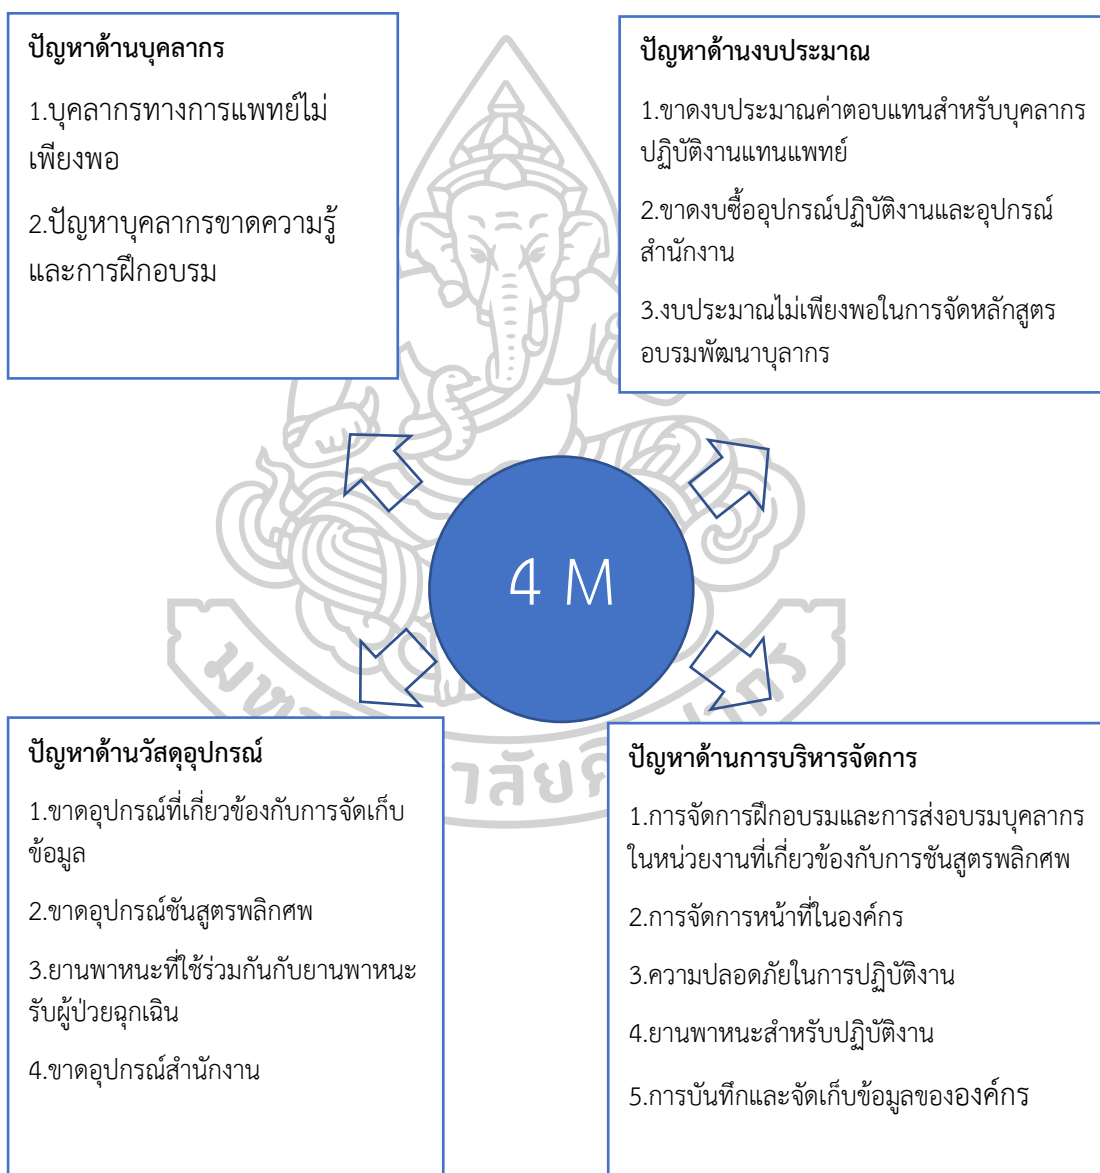 ปัญหาด้านบุคลากร
1.บุคลากรทางการแพทย์ไม่
เพียงพอ
2.ปัญหาบุคลากรขาดความรู้
และการฝึกอบรม
ปัญหาด้านงบประมาณ
1.ขาดงบประมาณค่าตอบแทนสำหรับบุคลากร
ปฏิบัติงานแทนแพทย์
2.ขาดงบซื้ออุปกรณ์ปฏิบัติงานและอุปกรณ์
สำนักงาน
3.งบประมาณไม่เพียงพอในการจัดหลักสูตร
อบรมพัฒนาบุลากร
4 M
ปัญหาด้านวัสดุอุปกรณ์
1.ขาดอุปกรณ์ที่เกี่ยวข้องกับการจัดเก็บ
ข้อมูล
2.ขาดอุปกรณ์ชันสูตรพลิกศพ
3.ยานพาหนะที่ใช้ร่วมกันกับยานพาหนะ
รับผู้ป่วยฉุกเฉิน
4.ขาดอุปกรณ์สำนักงาน
ปัญหาด้านการบริหารจัดการ
1.การจัดการฝึกอบรมและการส่งอบรมบุคลากร
ในหน่วยงานที่เกี่ยวข้องกับการชันสูตรพลิกศพ
2.การจัดการหน้าที่ในองค์กร
3.ความปลอดภัยในการปฏิบัติงาน
4.ยานพาหนะสำหรับปฏิบัติงาน
5.การบันทึกและจัดเก็บข้อมูลขององค์กร